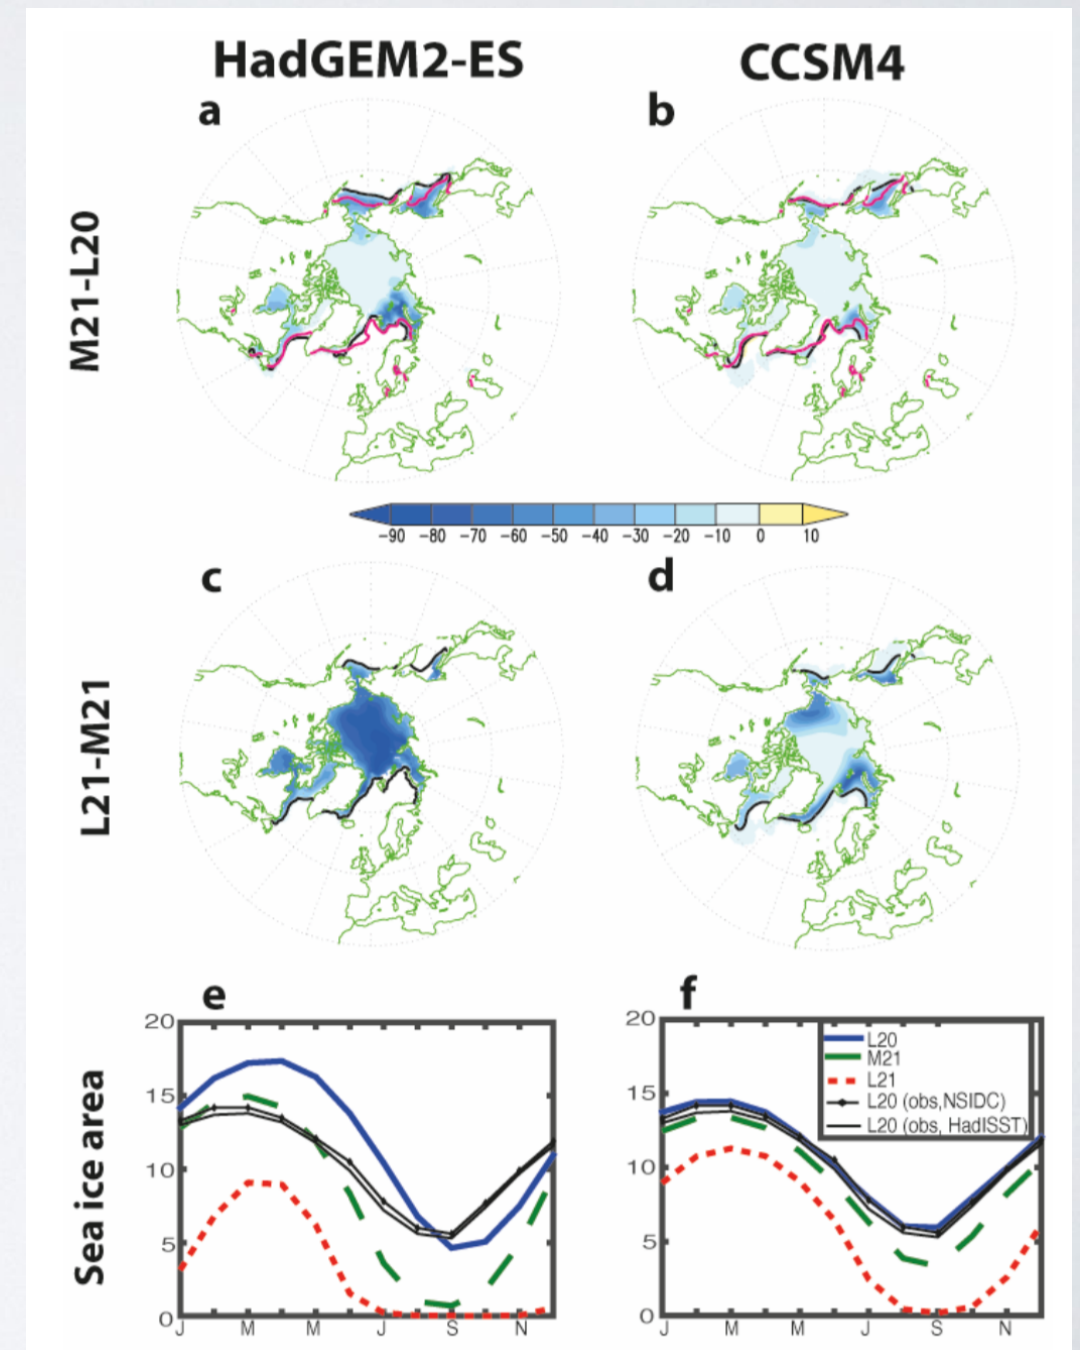 HadGEM2-ES CCSM4
a b
M21-L20
-90 -80 -70 -60 -50 -40 -30 -20 -10 0 10
c d
L21-M21
e f
Sea ice area
20
15
10
5
0
J M M J S N
20
15
10
5
0
J M M J S N
L20
M21
L21
L20 (obs,NSIDC)
L20 (obs, HadISST)